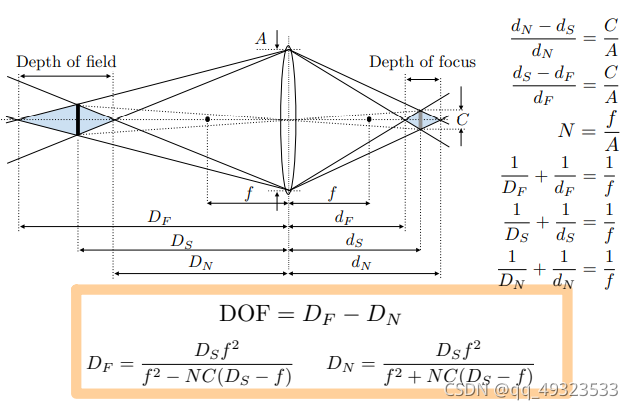 A
Depth of field
Depth of focus
C
f f
D_F d_F
D_S d_S
D_N d_N
\frac{d_N - d_S}{d_N} = \frac{C}{A}
\frac{d_S - d_F}{d_F} = \frac{C}{A}
N = \frac{f}{A}
\frac{1}{D_F} + \frac{1}{d_F} = \frac{1}{f}
\frac{1}{D_S} + \frac{1}{d_S} = \frac{1}{f}
\frac{1}{D_N} + \frac{1}{d_N} = \frac{1}{f}
DOF = D_F − D_N
D_F = \frac{D_S f^2}{f^2 - NC(D_S - f)} D_N = \frac{D_S f^2}{f^2 + NC(D_S - f)}
CSDN @qq_49323533